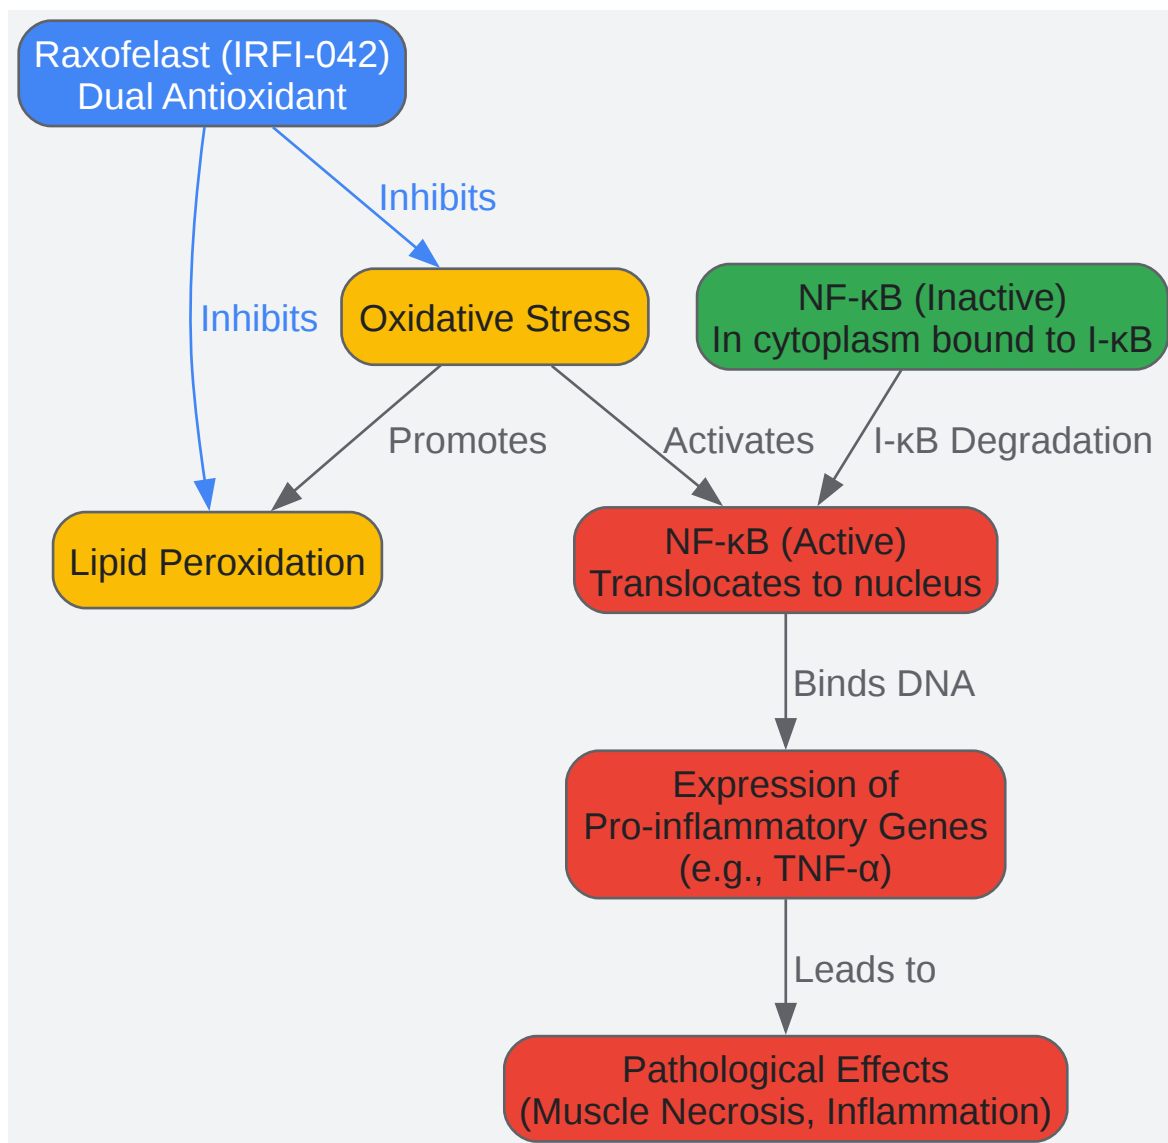 Raxofelast (IRFI-042)
Dual Antioxidant
Inhibits
Inhibits
Oxidative Stress
NF-κB (Inactive)
In cytoplasm bound to I-κB
Promotes
Activates
I-κB Degradation
Lipid Peroxidation
NF-κB (Active)
Translocates to nucleus
Binds DNA
Expression of
Pro-inflammatory Genes
(e.g., TNF-α)
Leads to
Pathological Effects
(Muscle Necrosis, Inflammation)